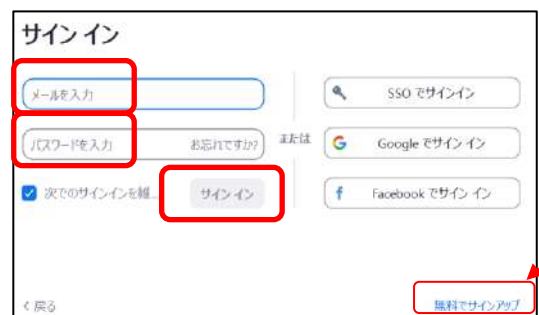 サイン イン
メールを入力
パスワードを入力 お忘れですか?
次でのサインインを維...
サイン イン
または
SSO でサインイン
Google でサイン イン
Facebook でサイン イン
戻る
無料でサインアップ